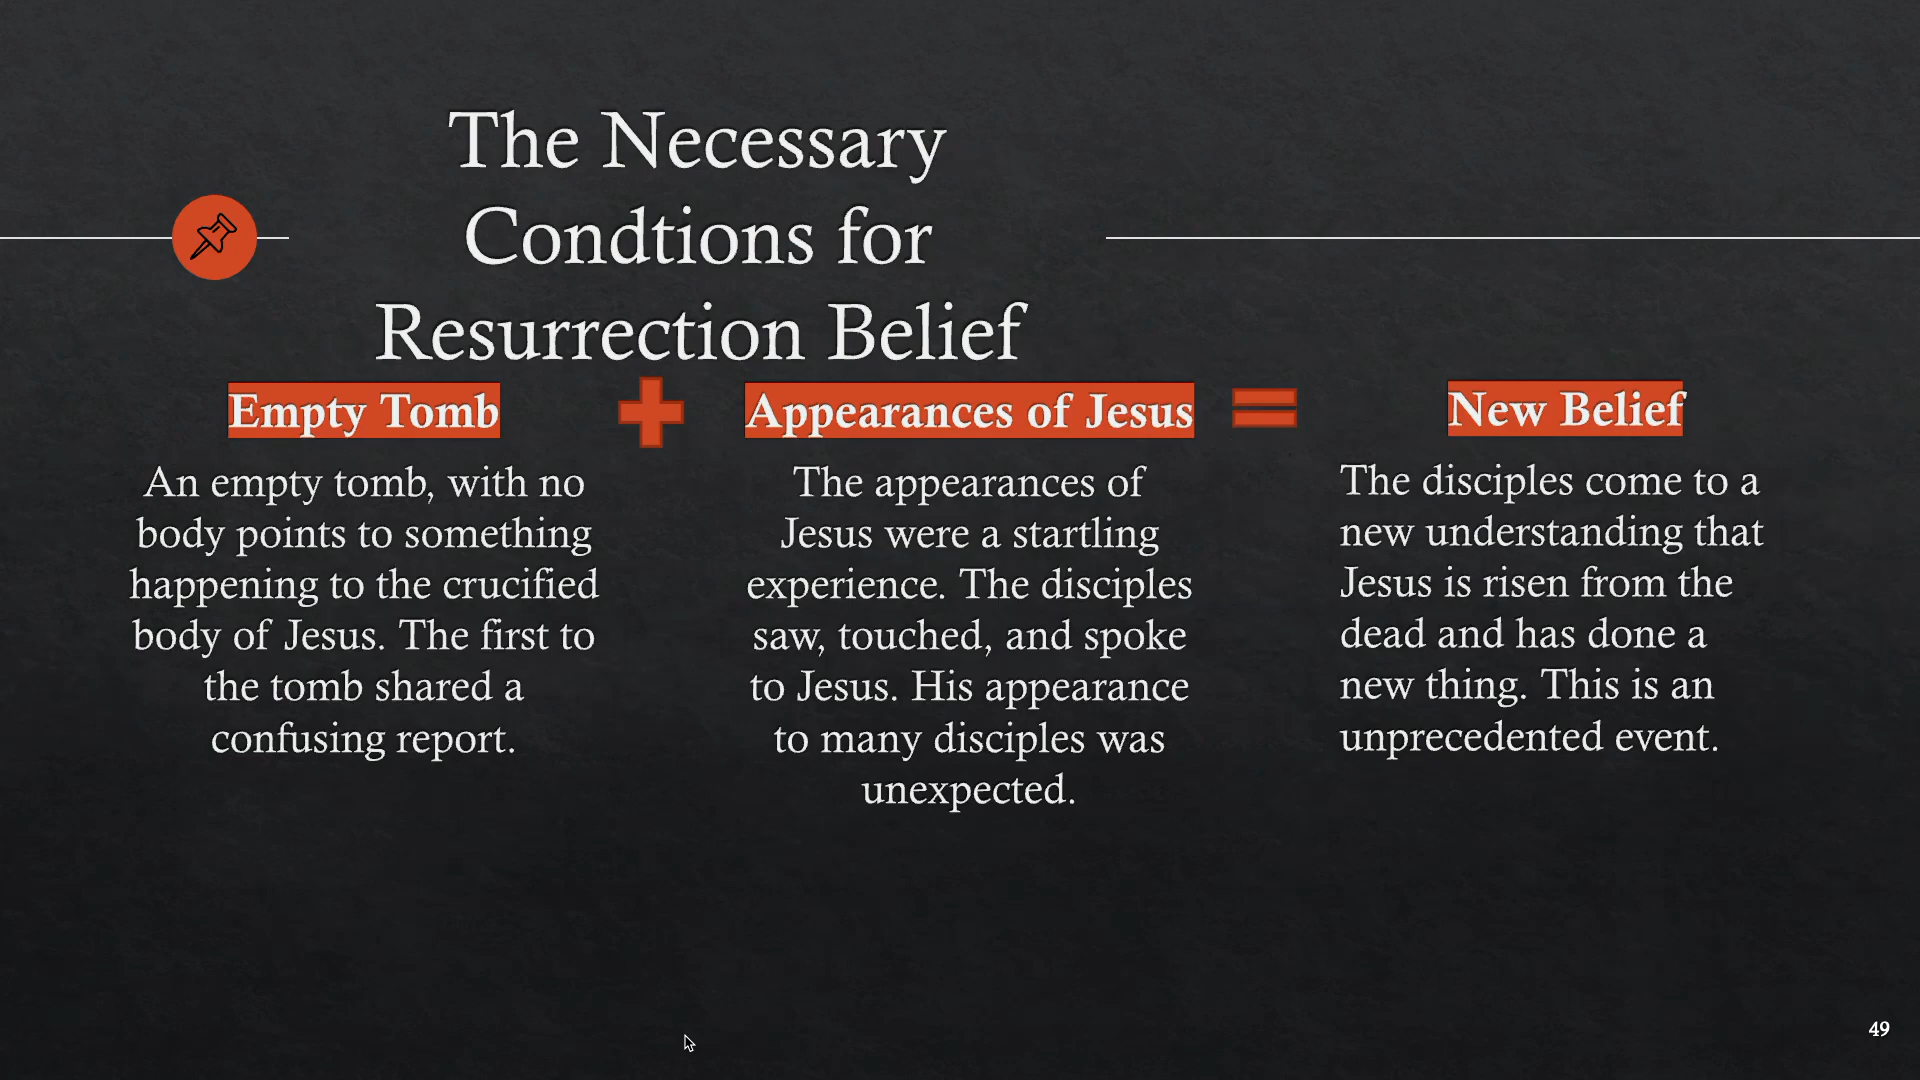 The Necessary
Condtions for
Resurrection Belief
Empty Tomb
An empty tomb, with no
body points to something
happening to the crucified
body of Jesus. The first to
the tomb shared a
confusing report.
Appearances of Jesus
The appearances of
Jesus were a startling
experience. The disciples
saw, touched, and spoke
to Jesus. His appearance
to many disciples was
unexpected.
New Belief
The disciples come to a
new understanding that
Jesus is risen from the
dead and has done a
new thing. This is an
unprecedented event.
49